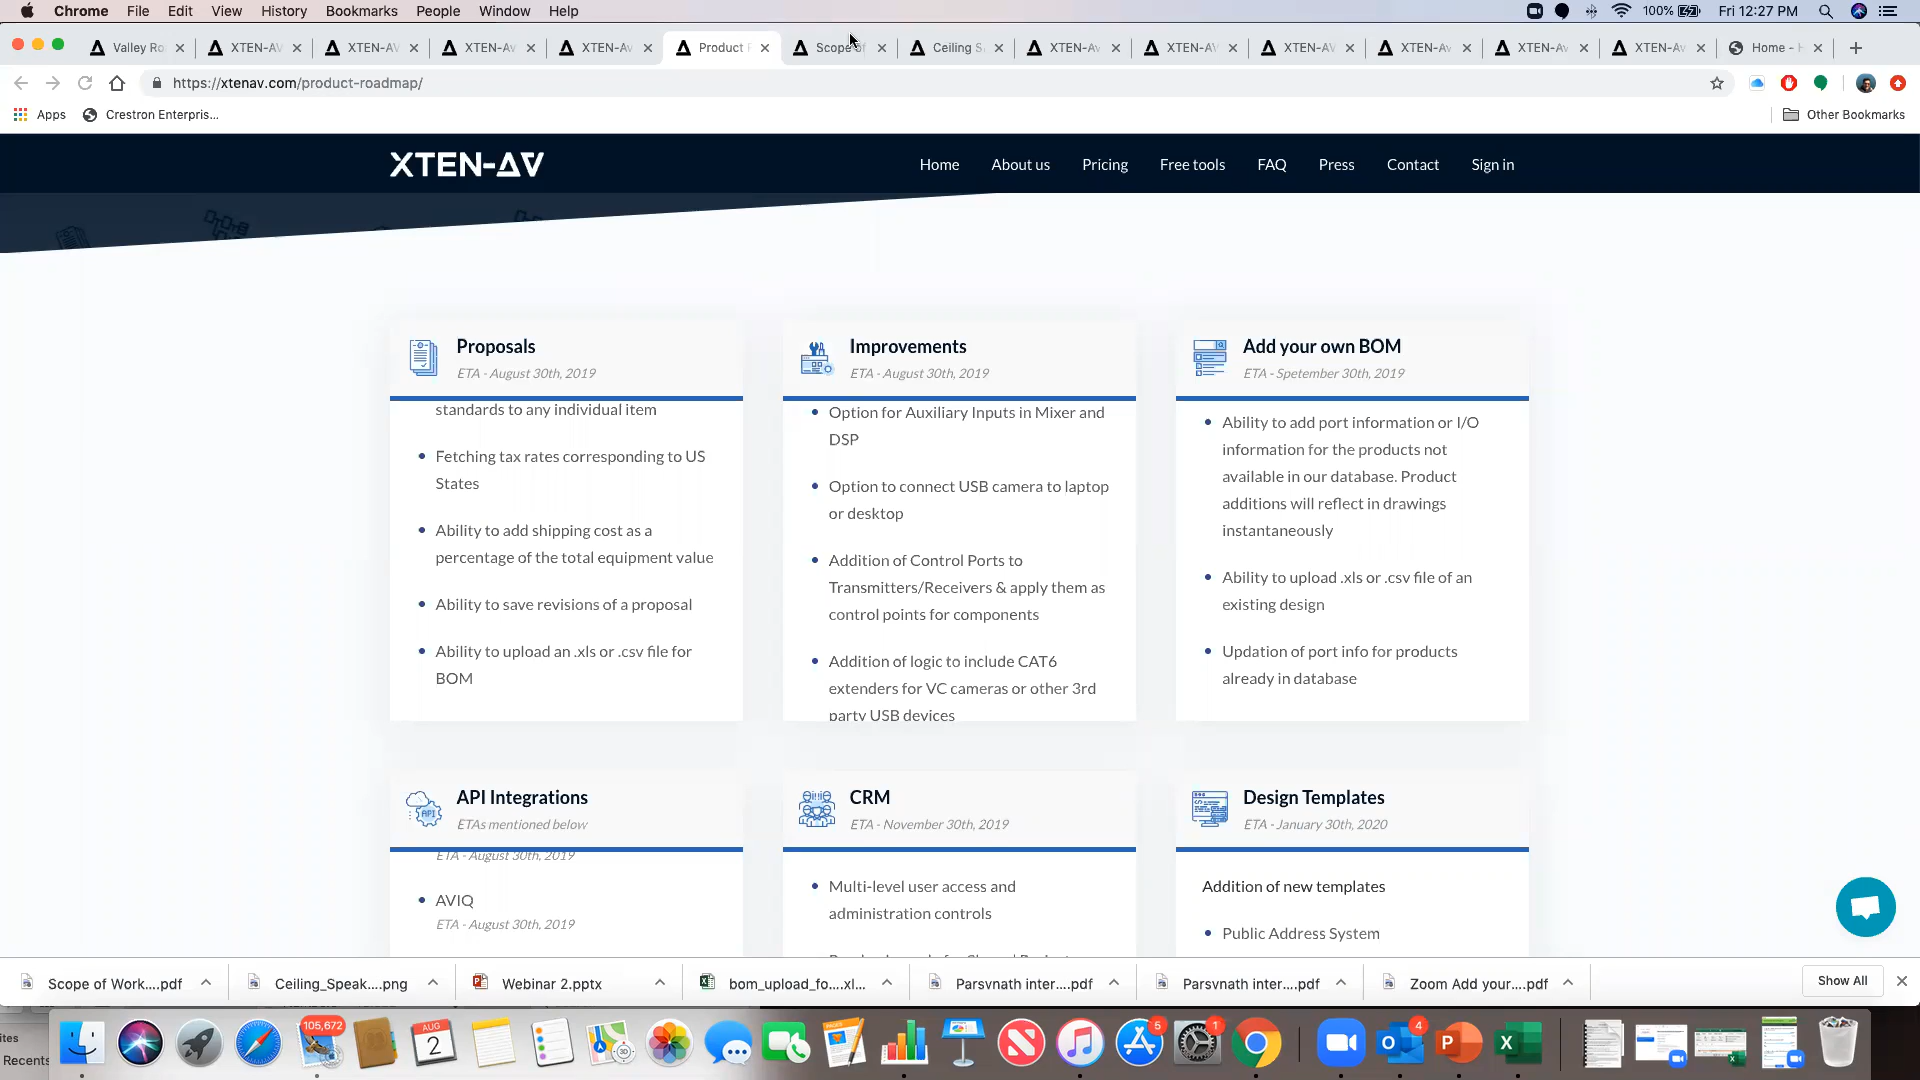 Chrome File Edit View History Bookmarks People Window Help 100% Fri 12:27 PM
Valley Ro XTEN-AV XTEN-AV XTEN-AV XTEN-AV Product Scope Ceiling S XTEN-AV XTEN-AV XTEN-AV XTEN-AV XTEN-AV XTEN-AV Home -
https://xtenav.com/product-roadmap/
Apps Crestron Enterpris... Other Bookmarks
XTEN-AV Home About us Pricing Free tools FAQ Press Contact Sign in
Proposals
ETA - August 30th, 2019
standards to any individual item
• Fetching tax rates corresponding to US
States
• Ability to add shipping cost as a
percentage of the total equipment value
• Ability to save revisions of a proposal
• Ability to upload an .xls or .csv file for
BOM
Improvements
ETA - August 30th, 2019
• Option for Auxiliary Inputs in Mixer and
DSP
• Option to connect USB camera to laptop
or desktop
• Addition of Control Ports to
Transmitters/Receivers & apply them as
control points for components
• Addition of logic to include CAT6
extenders for VC cameras or other 3rd
party USB devices
Add your own BOM
ETA - Spetember 30th, 2019
• Ability to add port information or I/O
information for the products not
available in our database. Product
additions will reflect in drawings
instantaneously
• Ability to upload .xls or .csv file of an
existing design
• Updation of port info for products
already in database
API Integrations
ETAs mentioned below
ETA - August 30th, 2019
• AVIQ
ETA - August 30th, 2019
CRM
ETA - November 30th, 2019
• Multi-level user access and
administration controls
Design Templates
ETA - January 30th, 2020
Addition of new templates
• Public Address System
Scope of Work....pdf Ceiling_Speak....png Webinar 2.pptx bom_upload_fo....xl... Parsvnath inter....pdf Parsvnath inter....pdf Zoom Add your....pdf Show All
ites
Recents
105,672 AUG 2 5 1 4